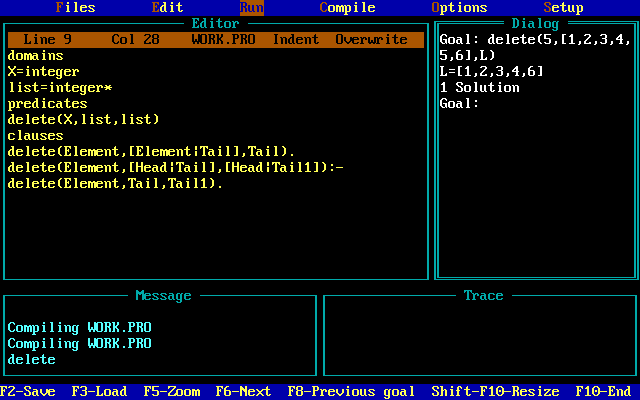 Files Edit Run Compile Options Setup
Editor
Line 9 Col 28 WORK.PRO Indent Overwrite
domains
X=integer
list=integer*
predicates
delete(X,list,list)
clauses
delete(Element,[Element|Tail],Tail).
delete(Element,[Head|Tail],[Head|Tail1]):-
delete(Element,Tail,Tail1).
Dialog
Goal: delete(5,[1,2,3,4,
5,6],L)
L=[1,2,3,4,6]
1 Solution
Goal:
Message
Compiling WORK.PRO
Compiling WORK.PRO
delete
Trace
F2-Save F3-Load F5-Zoom F6-Next F8-Previous goal Shift-F10-Resize F10-End